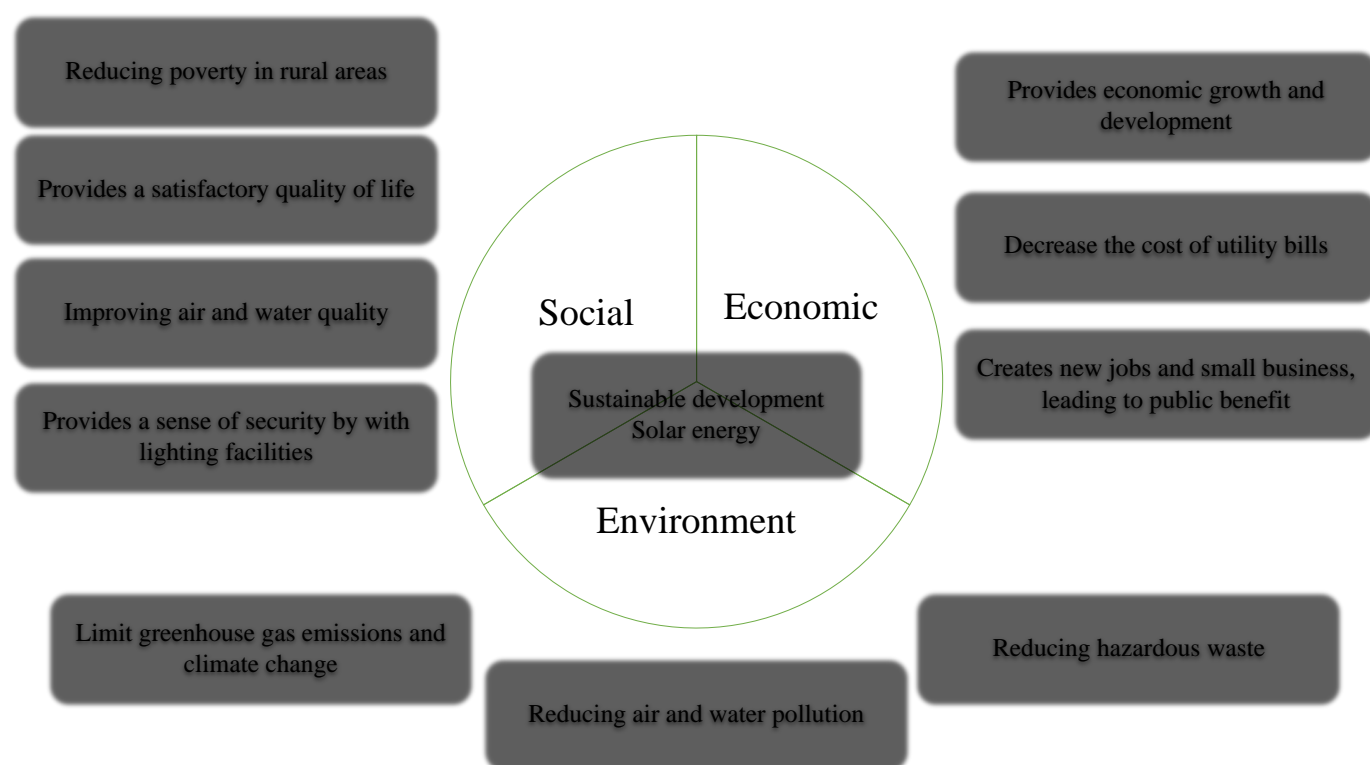 Reducing poverty in rural areas
Provides a satisfactory quality of life
Improving air and water quality
Provides a sense of security by with
lighting facilities
Social
Economic
Sustainable development
Solar energy
Environment
Provides economic growth and
development
Decrease the cost of utility bills
Creates new jobs and small business,
leading to public benefit
Limit greenhouse gas emissions and
climate change
Reducing air and water pollution
Reducing hazardous waste